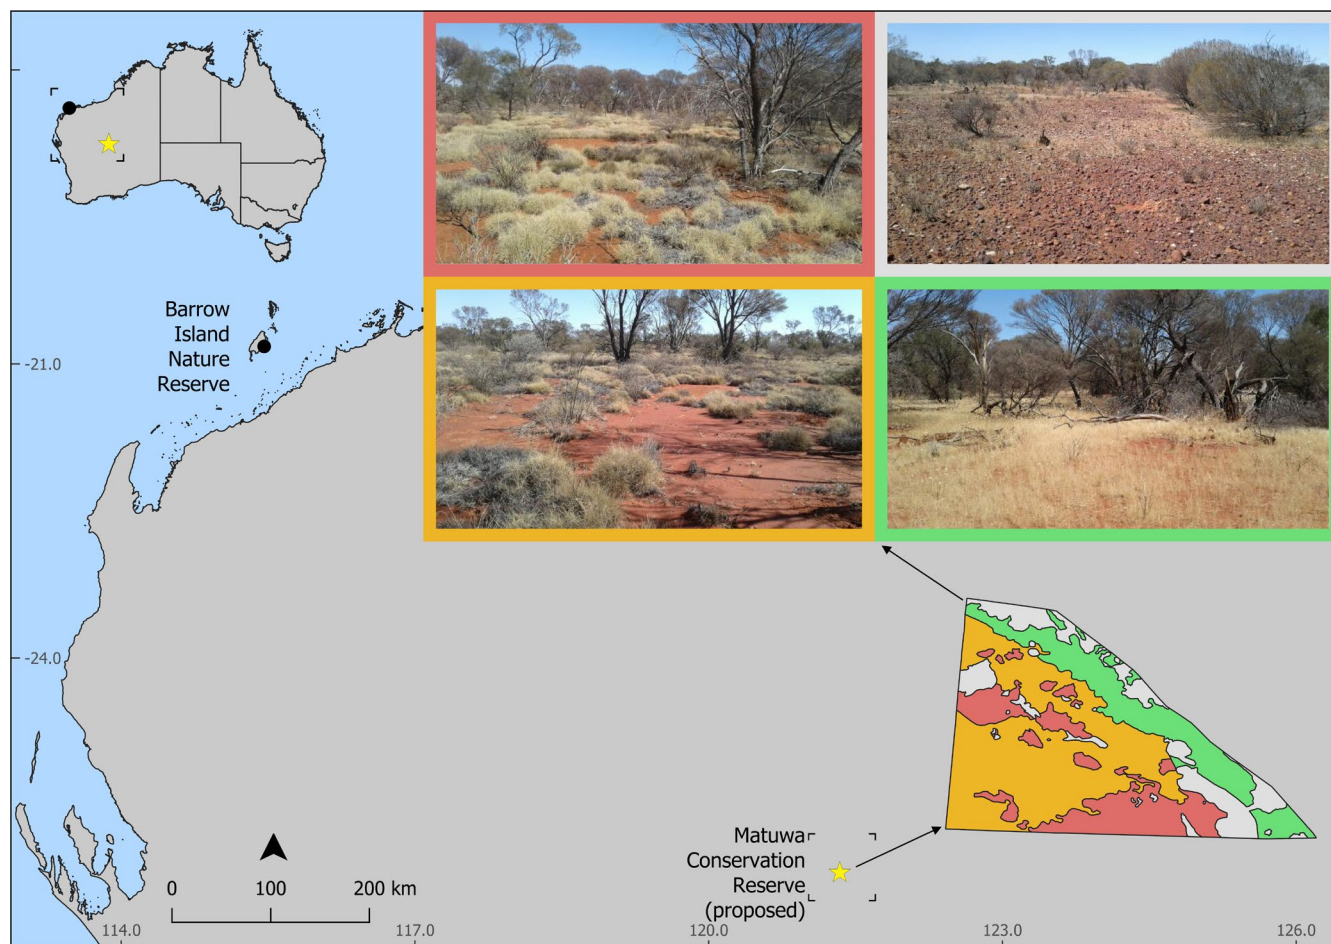 Barrow
Island
Nature
Reserve
-21.0
-24.0
Matuwa
Conservation
Reserve
(proposed)
0 100 200 km
114.0 117.0 120.0 123.0 126.0